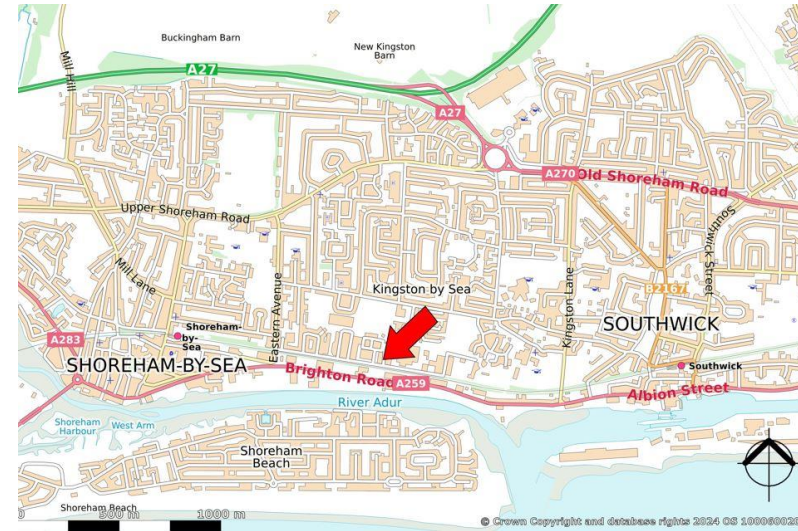 Buckingham Barn
New Kingston
Barn
Mill Hill
A27
A27
A270
Old Shoreham Road
Upper Shoreham Road
Southwick Street
Mill Lane
Eastern Avenue
Kingston by Sea
Kingston Lane
B2167
Shoreham-
by-
Sea
A283
SHOREHAM-BY-SEA
SOUTHWICK
Southwick
Brighton Road
A259
Albion Street
River Adur
Shoreham
Harbour
West Arm
Shoreham
Beach
Shoreham Beach
0 500 m 1000 m
© Crown Copyright and database rights 2024 OS 100060020